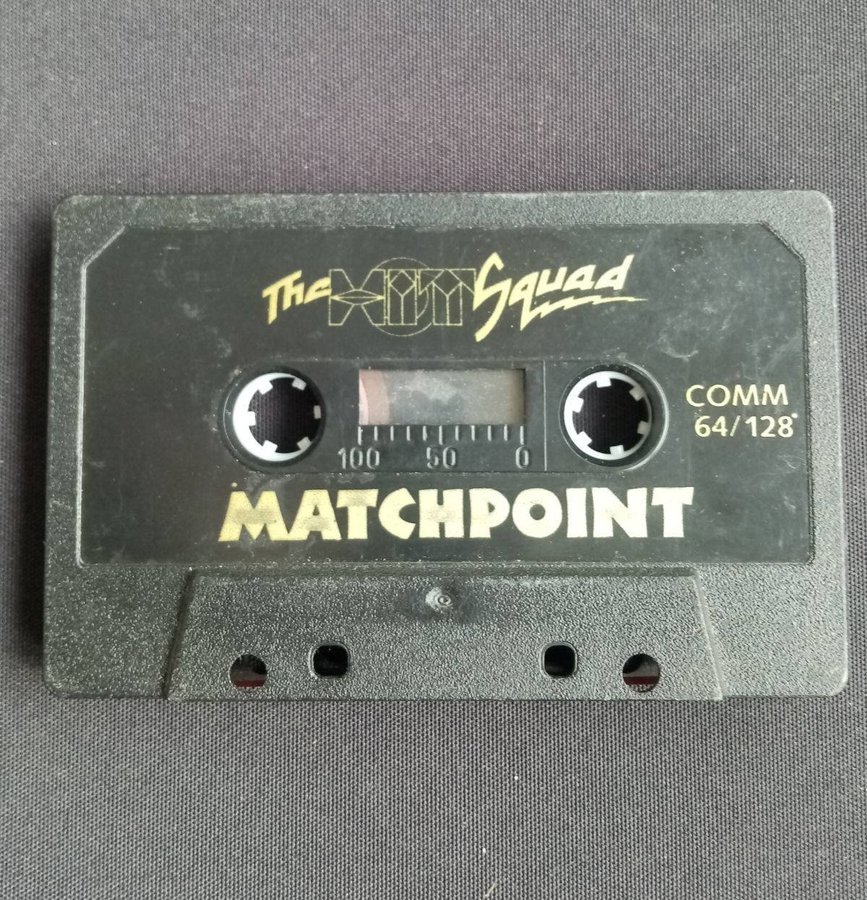 The HIT Squad
COMM
64/128
100 50 0
MATCHPOINT